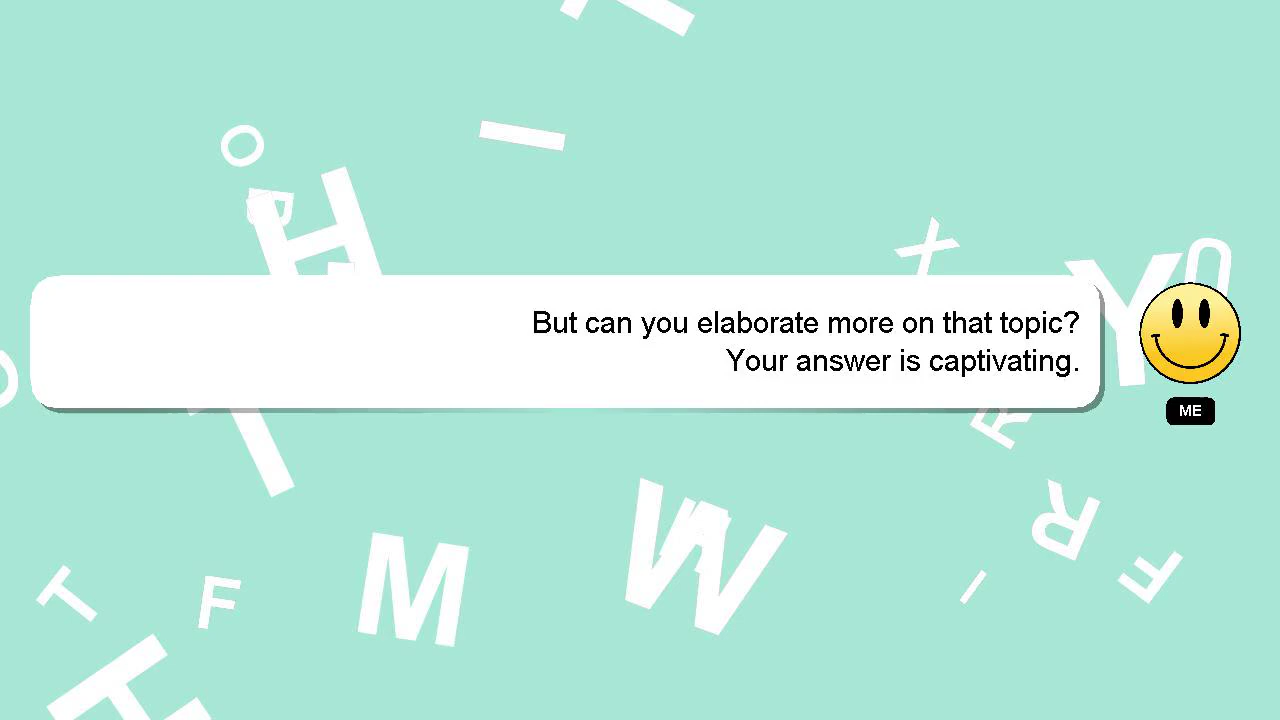 But can you elaborate more on that topic?
Your answer is captivating.
ME